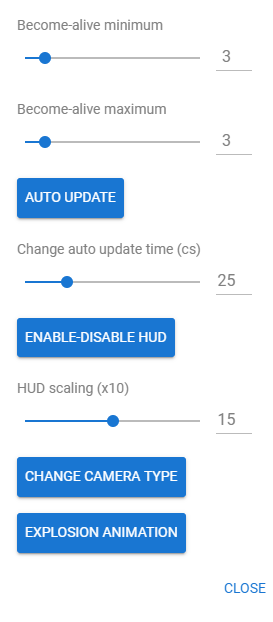 Become-alive minimum
3
Become-alive maximum
3
AUTO UPDATE
Change auto update time (cs)
25
ENABLE-DISABLE HUD
HUD scaling (x10)
15
CHANGE CAMERA TYPE
EXPLOSION ANIMATION
CLOSE